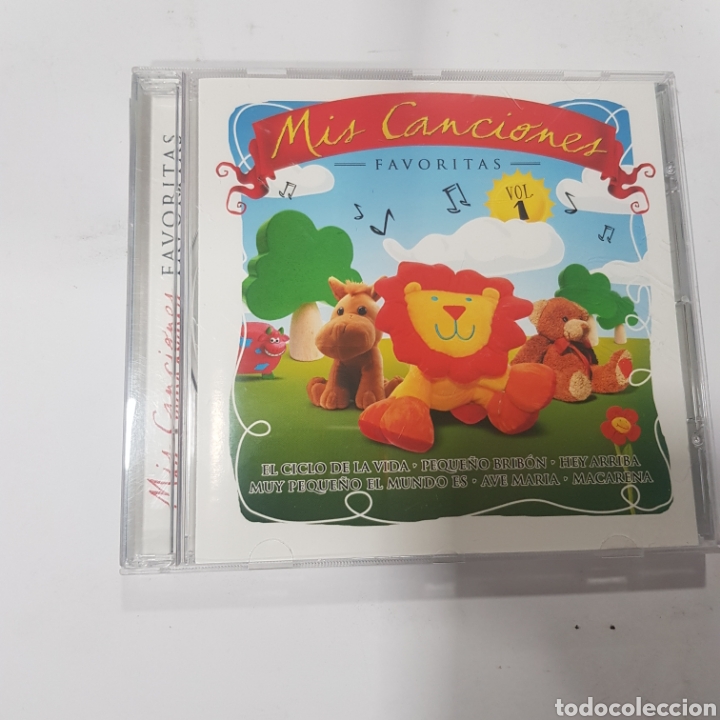 Mis Canciones
FAVORITAS
VOL
1
EL CICLO DE LA VIDA · PEQUEÑO BRIBÓN · HEY ARRIBA
MUY PEQUEÑO EL MUNDO ES · AVE MARIA · MACARENA
Mis Canciones FAVORITAS
todocoleccion